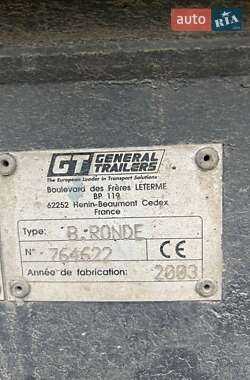 auto RIA
GT GENERAL TRAILERS
The European Leader in Transport Solutions
Boulevard des Frères LETERME
BP 119
62252 Henin-Beaumont Cedex
France
Type: B.RONDE
N° 764622 CE
Année de fabrication: 2003